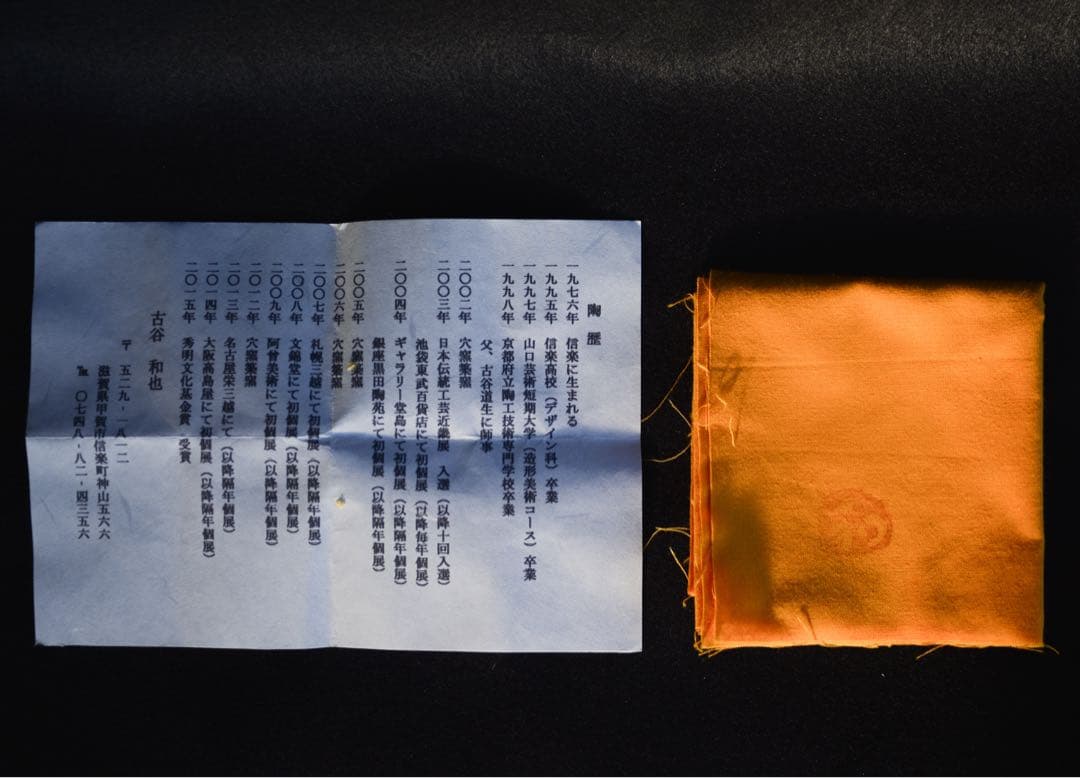 陶歴
一九七六年 信楽に生まれる
一九九五年 信楽高校（デザイン科）卒業
一九九七年 山口芸術短期大学（造形美術コース）卒業
一九九八年 京都府立陶工技術専門学校卒業
父、古谷道生に師事
二〇〇二年 穴窯築窯
二〇〇三年 日本伝統工芸近畿展 入選（以降十回入選）
池袋東武百貨店にて初個展（以降毎年個展）
二〇〇四年 ギャラリー堂島にて初個展（以降隔年個展）
銀座黒田陶苑にて初個展（以降隔年個展）
二〇〇五年 穴窯築窯
二〇〇六年 穴窯築窯
二〇〇七年 札幌三越にて初個展（以降隔年個展）
二〇〇八年 文錦堂にて初個展（以降隔年個展）
二〇〇九年 阿曾美術にて初個展（以降隔年個展）
二〇一二年 穴窯築窯
二〇一三年 名古屋栄三越にて（以降隔年個展）
二〇一四年 大阪高島屋にて初個展（以降隔年個展）
二〇一五年 秀明文化基金賞 受賞
古谷 和也
〒 五二九-一八一二
滋賀県甲賀市信楽町神山五六六
℡ 〇七四八-八二-四三五六
和